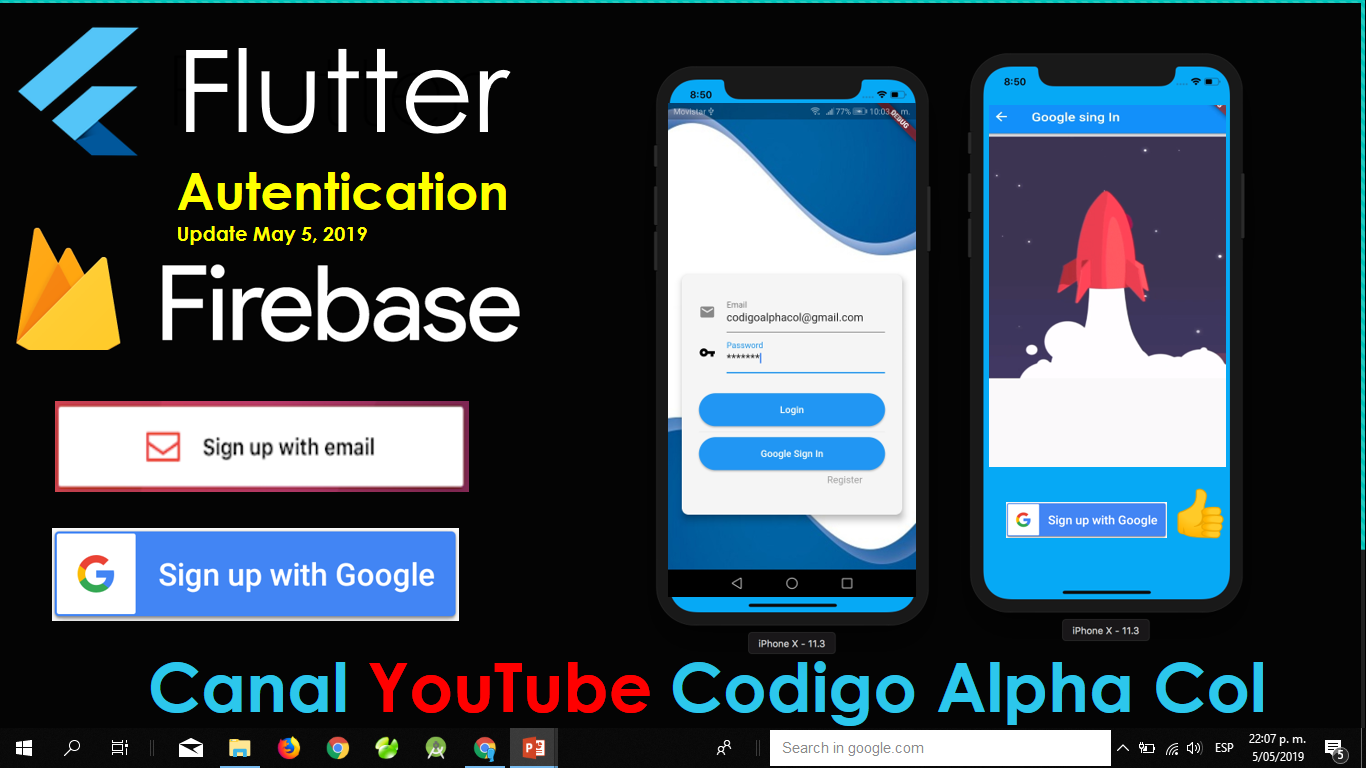 Flutter
Autentication
Update May 5, 2019
Firebase
Sign up with email
Sign up with Google
8:50
Movistar
77%
10:03 p. m.
DEBUG
Email
codigoalphacol@gmail.com
Password
*******
Login
Google Sign In
Register
iPhone X - 11.3
8:50
Google sing In
Sign up with Google
iPhone X - 11.3
Canal YouTube Codigo Alpha Col
Search in google.com
ESP
22:07 p. m.
5/05/2019
5